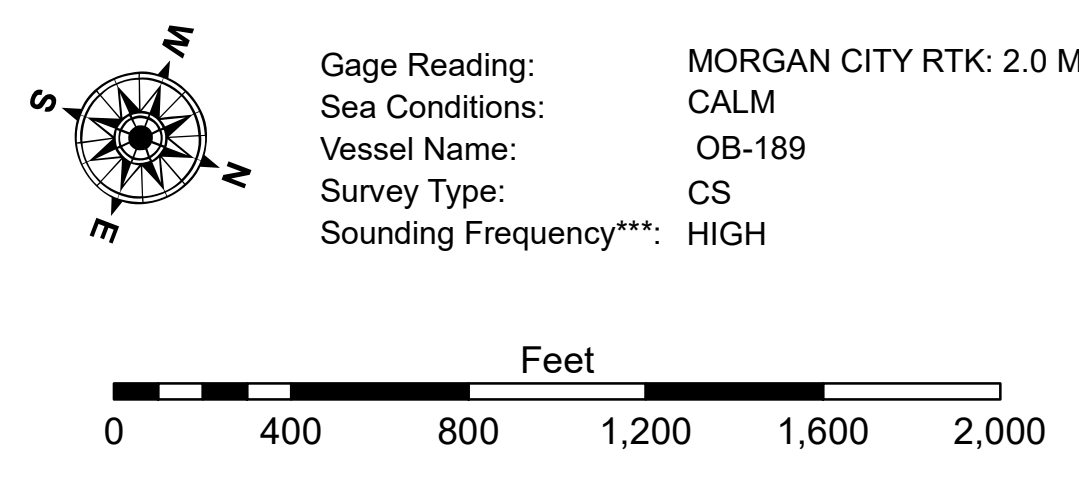 W
S
N
E
Gage Reading: MORGAN CITY RTK: 2.0 M
Sea Conditions: CALM
Vessel Name: OB-189
Survey Type: CS
Sounding Frequency***: HIGH
Feet
0 400 800 1,200 1,600 2,000